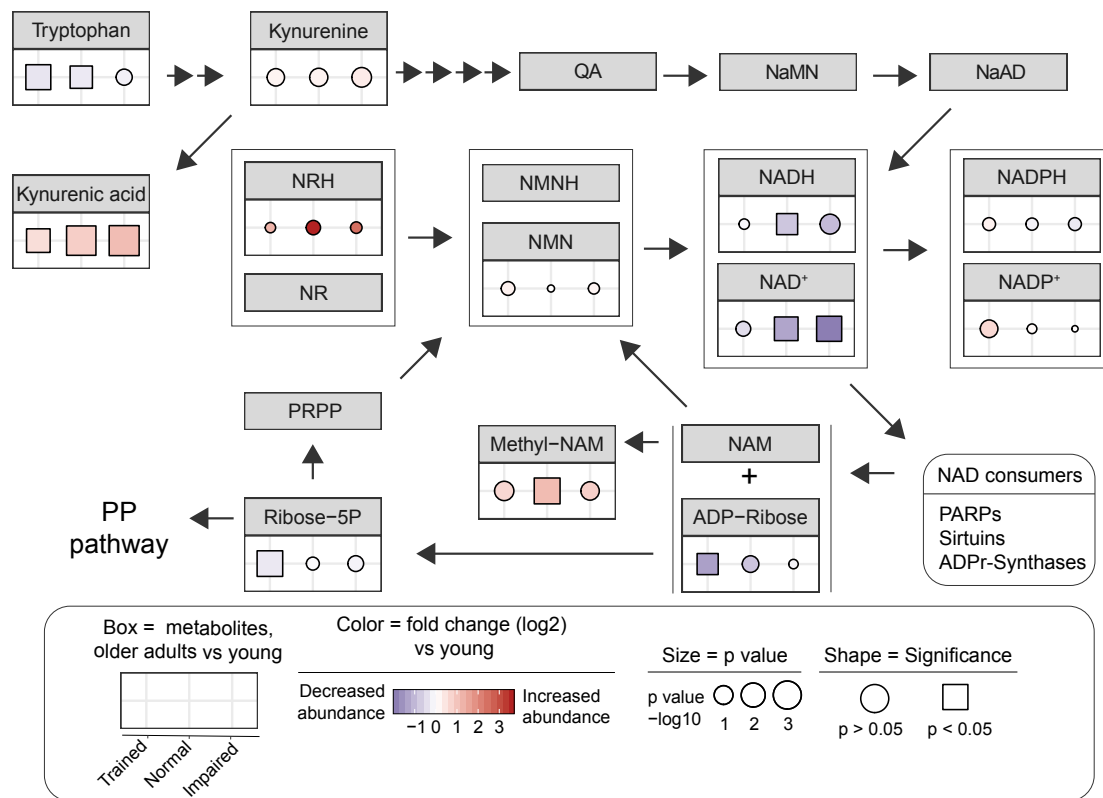 Tryptophan
Kynurenine
QA
NaMN
NaAD
Kynurenic acid
NRH
NR
NMNH
NMN
NADH
NAD⁺
NADPH
NADP⁺
PRPP
Methyl−NAM
NAM
+
ADP−Ribose
NAD consumers
PARPs
Sirtuins
ADPr-Synthases
PP
pathway
Ribose−5P
Box = metabolites,
older adults vs young
Trained
Normal
Impaired
Color = fold change (log2)
vs young
Decreased
abundance
−1 0 1 2 3
Increased
abundance
Size = p value
p value
−log10
1 2 3
Shape = Significance
p > 0.05
p < 0.05